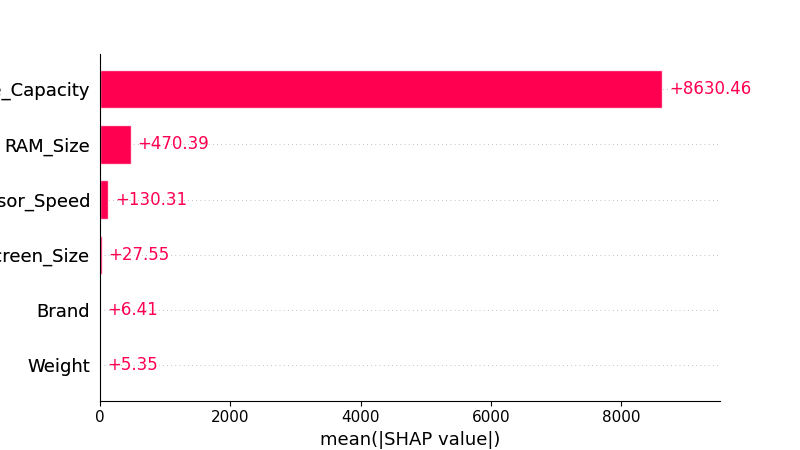 _Capacity +8630.46
RAM_Size +470.39
sor_Speed +130.31
reen_Size +27.55
Brand +6.41
Weight +5.35
0 2000 4000 6000 8000
mean(|SHAP value|)